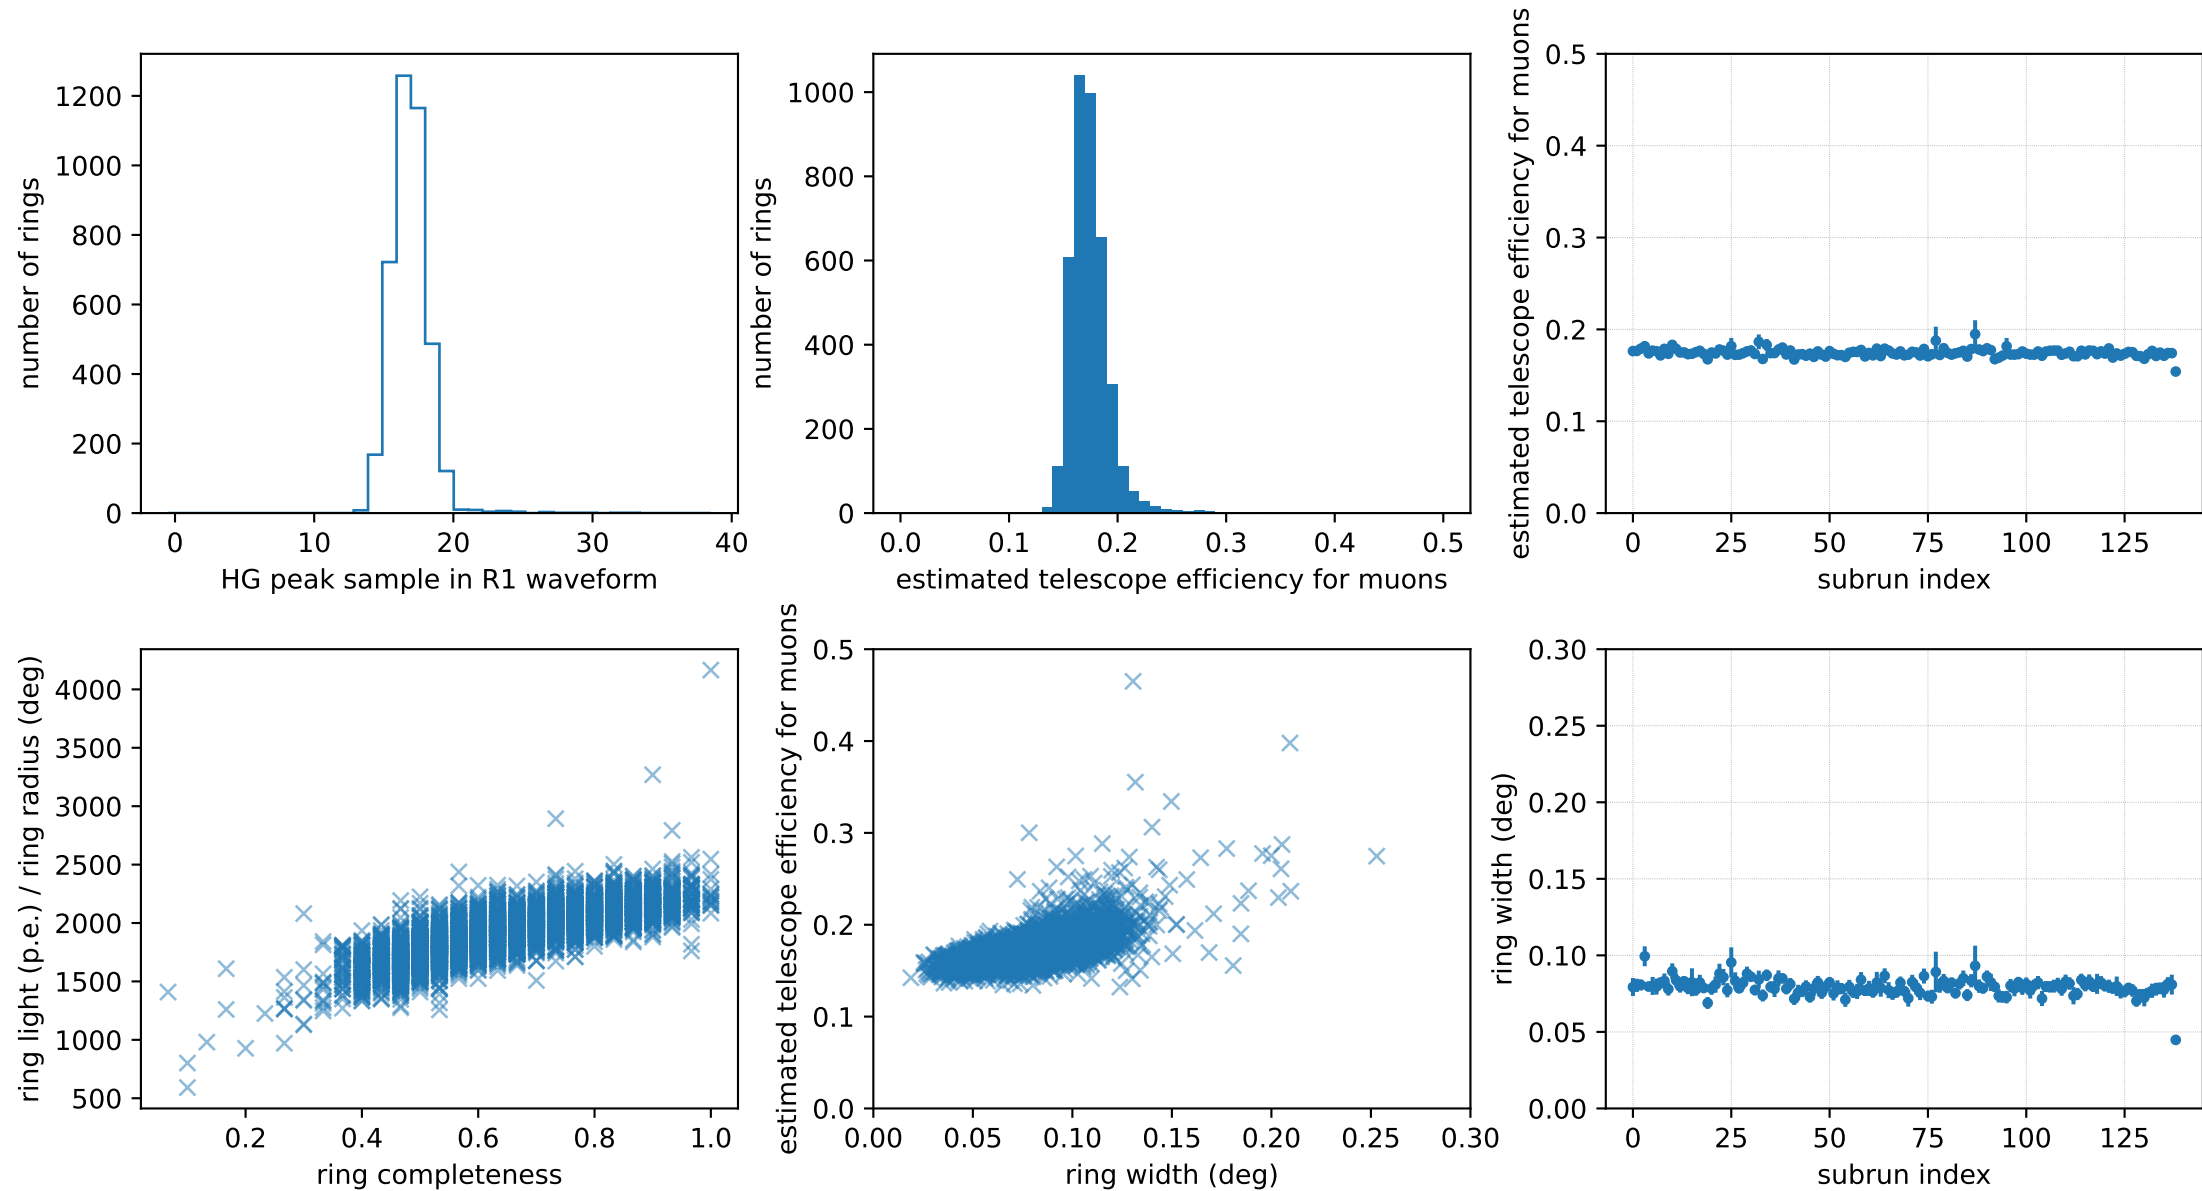 number of rings
1200
1000
800
600
400
200
0
0 10 20 30 40
HG peak sample in R1 waveform
number of rings
1000
800
600
400
200
0
0.0 0.1 0.2 0.3 0.4 0.5
estimated telescope efficiency for muons
estimated telescope efficiency for muons
0.5
0.4
0.3
0.2
0.1
0.0
0 25 50 75 100 125
subrun index
ring light (p.e.) / ring radius (deg)
4000
3500
3000
2500
2000
1500
1000
500
0.2 0.4 0.6 0.8 1.0
ring completeness
estimated telescope efficiency for muons
0.5
0.4
0.3
0.2
0.1
0.0
0.00 0.05 0.10 0.15 0.20 0.25 0.30
ring width (deg)
ring width (deg)
0.30
0.25
0.20
0.15
0.10
0.05
0.00
0 25 50 75 100 125
subrun index